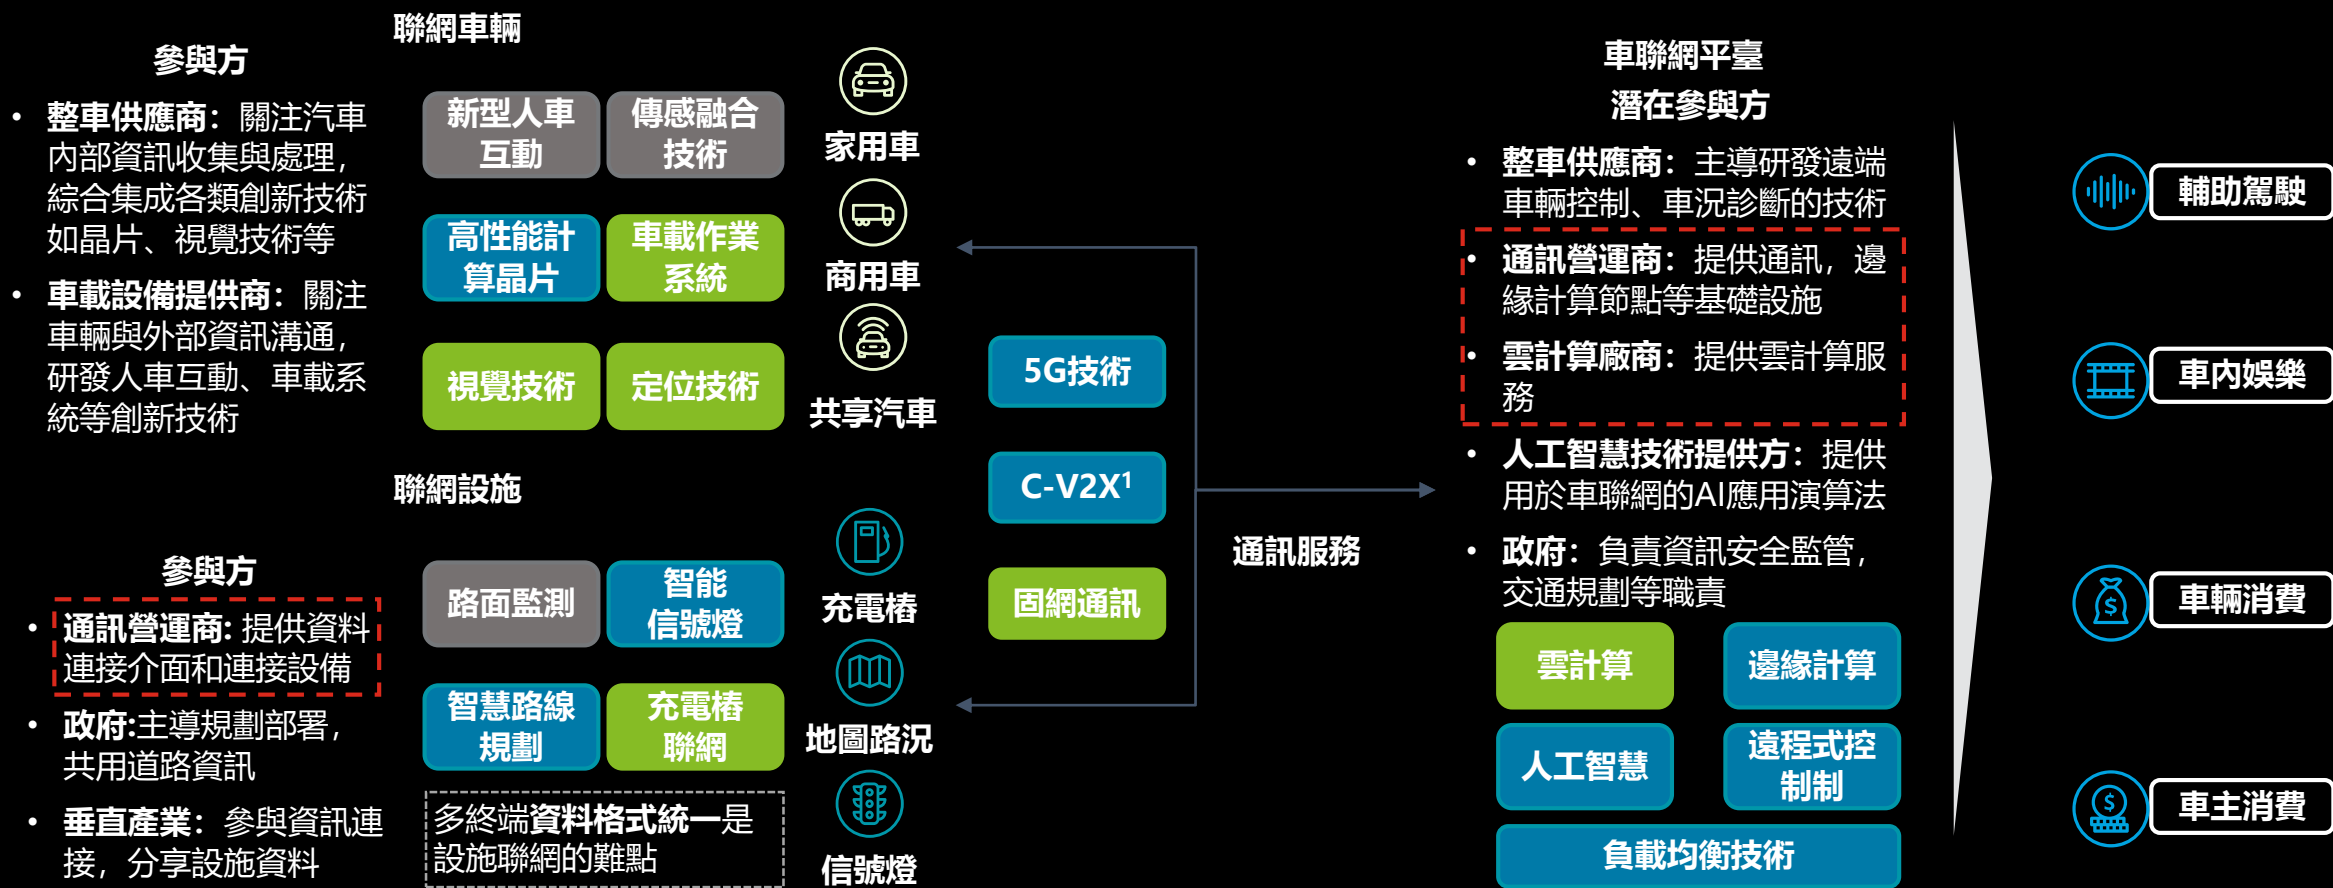 聯網車輛
參與方
• 整車供應商：關注汽車
內部資訊收集與處理，
綜合集成各類創新技術
如晶片、視覺技術等
• 車載設備提供商：關注
車輛與外部資訊溝通，
研發人車互動、車載系
統等創新技術
新型人車
互動
傳感融合
技術
高性能計
算晶片
車載作業
系統
視覺技術
定位技術
家用車
商用車
共享汽車
聯網設施
參與方
• 通訊營運商: 提供資料
連接介面和連接設備
• 政府:主導規劃部署，
共用道路資訊
• 垂直產業：參與資訊連
接，分享設施資料
路面監測
智能
信號燈
智慧路線
規劃
充電樁
聯網
多終端資料格式統一是
設施聯網的難點
充電樁
地圖路況
信號燈
5G技術
C-V2X¹
固網通訊
通訊服務
車聯網平臺
潛在參與方
• 整車供應商：主導研發遠端
車輛控制、車況診斷的技術
• 通訊營運商：提供通訊，邊
緣計算節點等基礎設施
• 雲計算廠商：提供雲計算服
務
• 人工智慧技術提供方：提供
用於車聯網的AI應用演算法
• 政府：負責資訊安全監管，
交通規劃等職責
雲計算
邊緣計算
人工智慧
遠程式控
制制
負載均衡技術
輔助駕駛
車內娛樂
車輛消費
車主消費